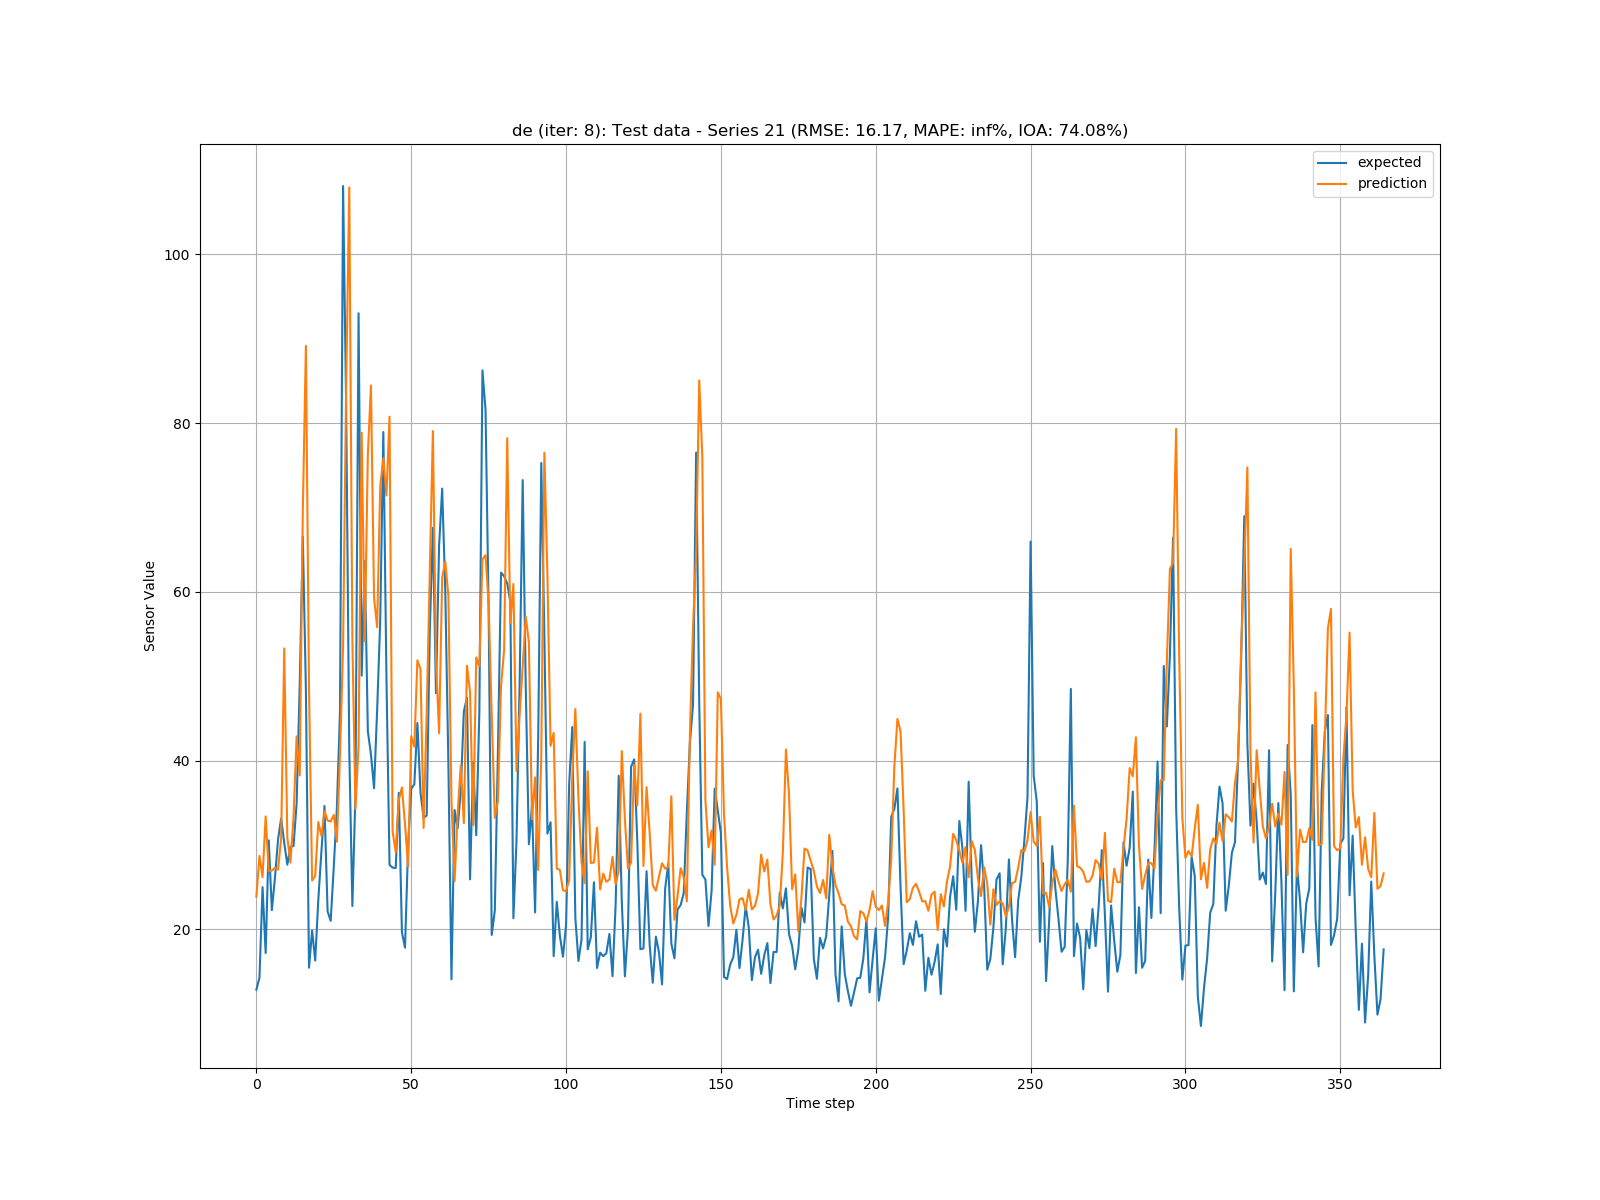 de (iter: 8): Test data - Series 21 (RMSE: 16.17, MAPE: inf%, IOA: 74.08%)
expected
prediction
100
80
60
40
20
Sensor Value
0 50 100 150 200 250 300 350
Time step